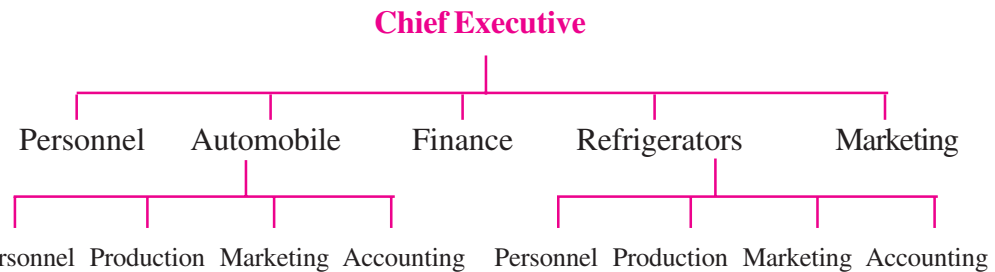 Chief Executive
Personnel Automobile Finance Refrigerators Marketing
rsonnel Production Marketing Accounting Personnel Production Marketing Accounting